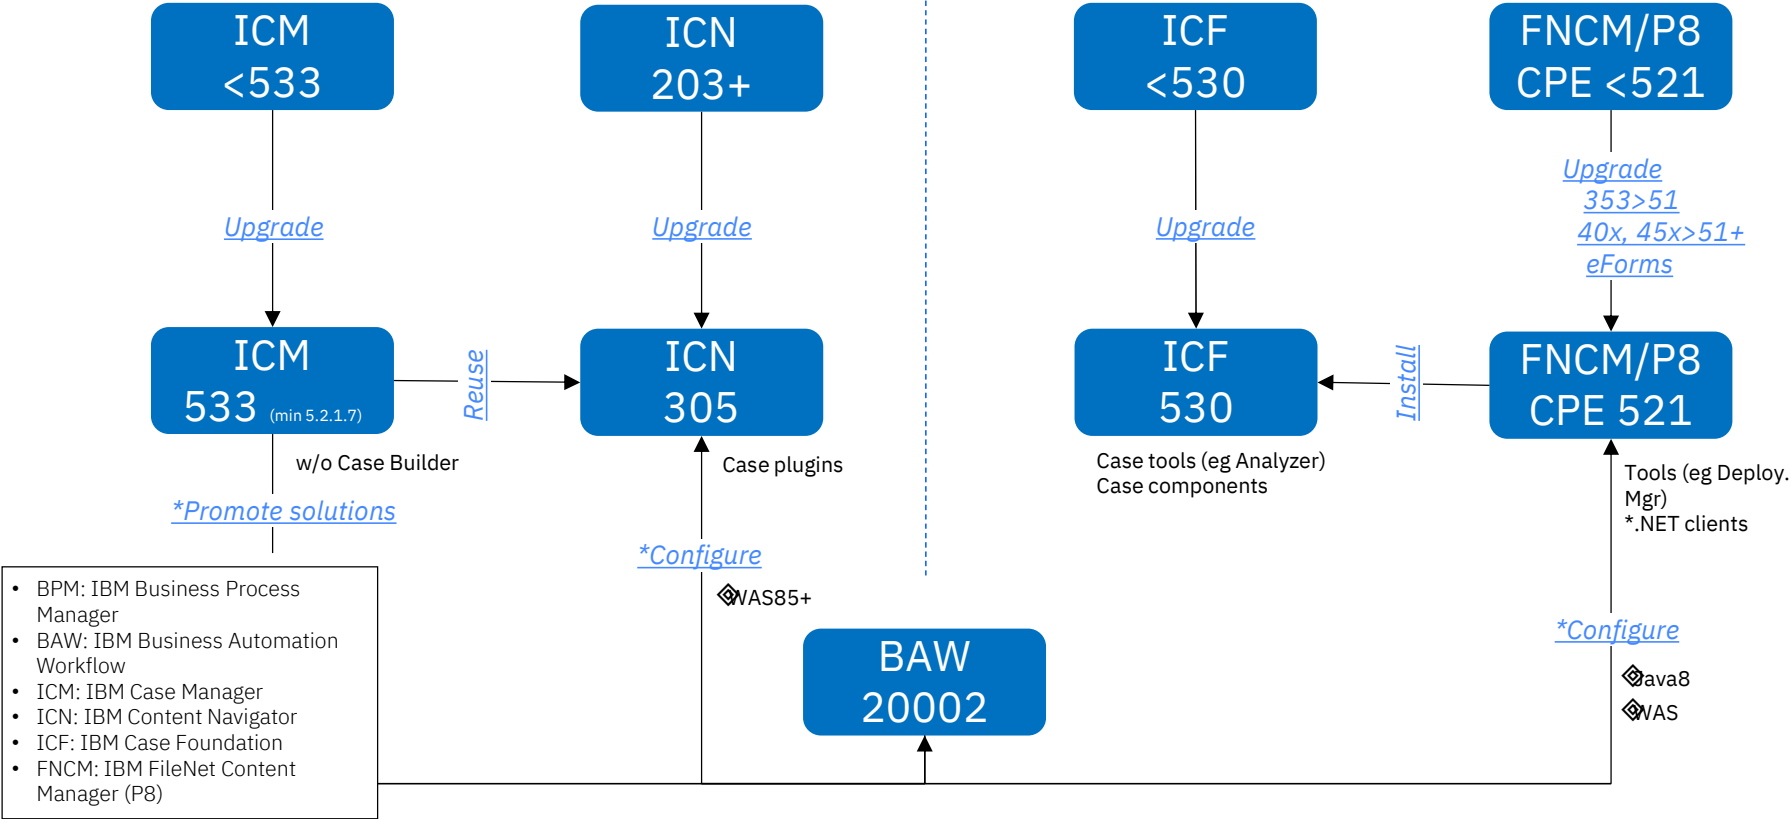 ICM
<533
ICN
203+
ICF
<530
FNCM/P8
CPE <521
Upgrade
Upgrade
Upgrade
Upgrade
353>51
40x, 45x>51+
eForms
ICM
533 (min 5.2.1.7)
Reuse
ICN
305
ICF
530
Install
FNCM/P8
CPE 521
w/o Case Builder
Case plugins
Case tools (eg Analyzer)
Case components
Tools (eg Deploy.
Mgr)
*.NET clients
*Promote solutions
*Configure
WAS85+
*Configure
Java8
WAS
BAW
20002
• BPM: IBM Business Process
Manager
• BAW: IBM Business Automation
Workflow
• ICM: IBM Case Manager
• ICN: IBM Content Navigator
• ICF: IBM Case Foundation
• FNCM: IBM FileNet Content
Manager (P8)